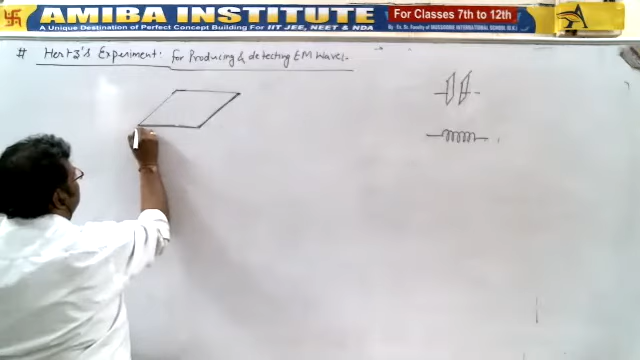 AMIBA INSTITUTE
A Unique Destination of Perfect Concept Building For IIT JEE, NEET & NDA
For Classes 7th to 12th
# Hertz's Experiment: for Producing & detecting EM Waves.